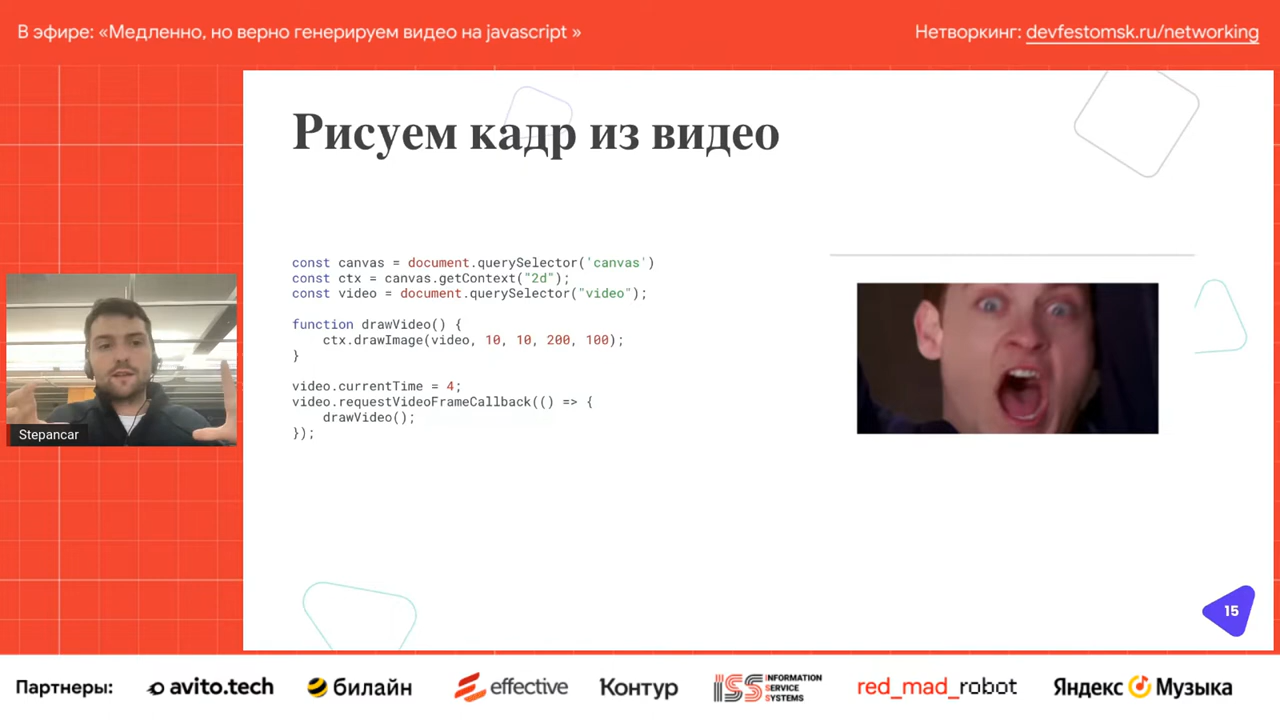 В эфире: «Медленно, но верно генерируем видео на javascript »
Нетворкинг: devfestomsk.ru/networking
Рисуем кадр из видео
const canvas = document.querySelector('canvas')
const ctx = canvas.getContext("2d");
const video = document.querySelector("video");
function drawVideo() {
ctx.drawImage(video, 10, 10, 200, 100);
}
video.currentTime = 4;
video.requestVideoFrameCallback(() => {
drawVideo();
});
Stepancar
15
Партнеры:
avito.tech
билайн
effective
Контур
ISS INFORMATION
SERVICE
SYSTEMS
red_mad_robot
Яндекс Музыка